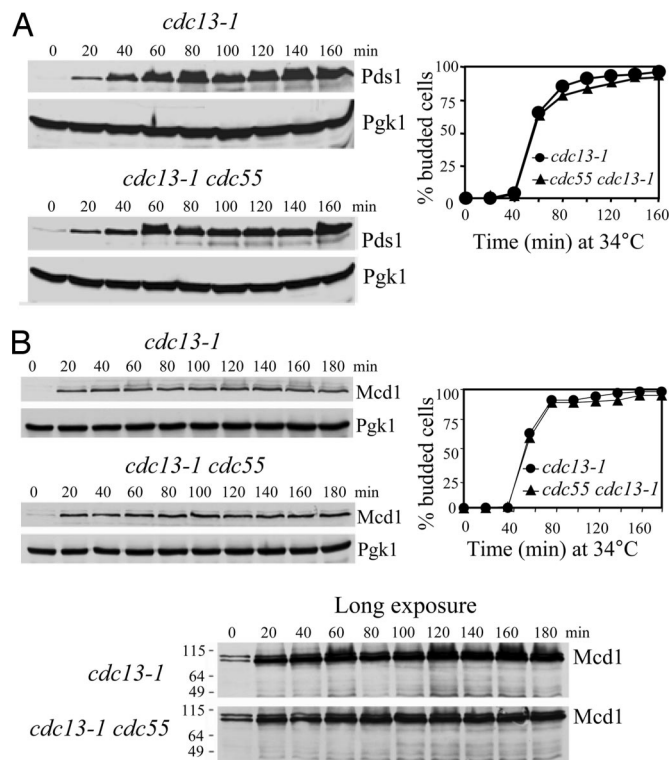 A
cdc13-1
0 20 40 60 80 100 120 140 160 min
Pds1
Pgk1
cdc13-1 cdc55
0 20 40 60 80 100 120 140 160 min
Pds1
Pgk1
% budded cells
100
75
50
25
0
cdc13-1
cdc55 cdc13-1
0 40 80 120 160
Time (min) at 34°C
B
cdc13-1
0 20 40 60 80 100 120 140 160 180 min
Mcd1
Pgk1
cdc13-1 cdc55
0 20 40 60 80 100 120 140 160 180 min
Mcd1
Pgk1
% budded cells
100
75
50
25
0
cdc13-1
cdc55 cdc13-1
0 40 80 120 160
Time (min) at 34°C
Long exposure
0 20 40 60 80 100 120 140 160 180 min
cdc13-1
115 -
64 -
49 -
Mcd1
cdc13-1 cdc55
115 -
64 -
49 -
Mcd1